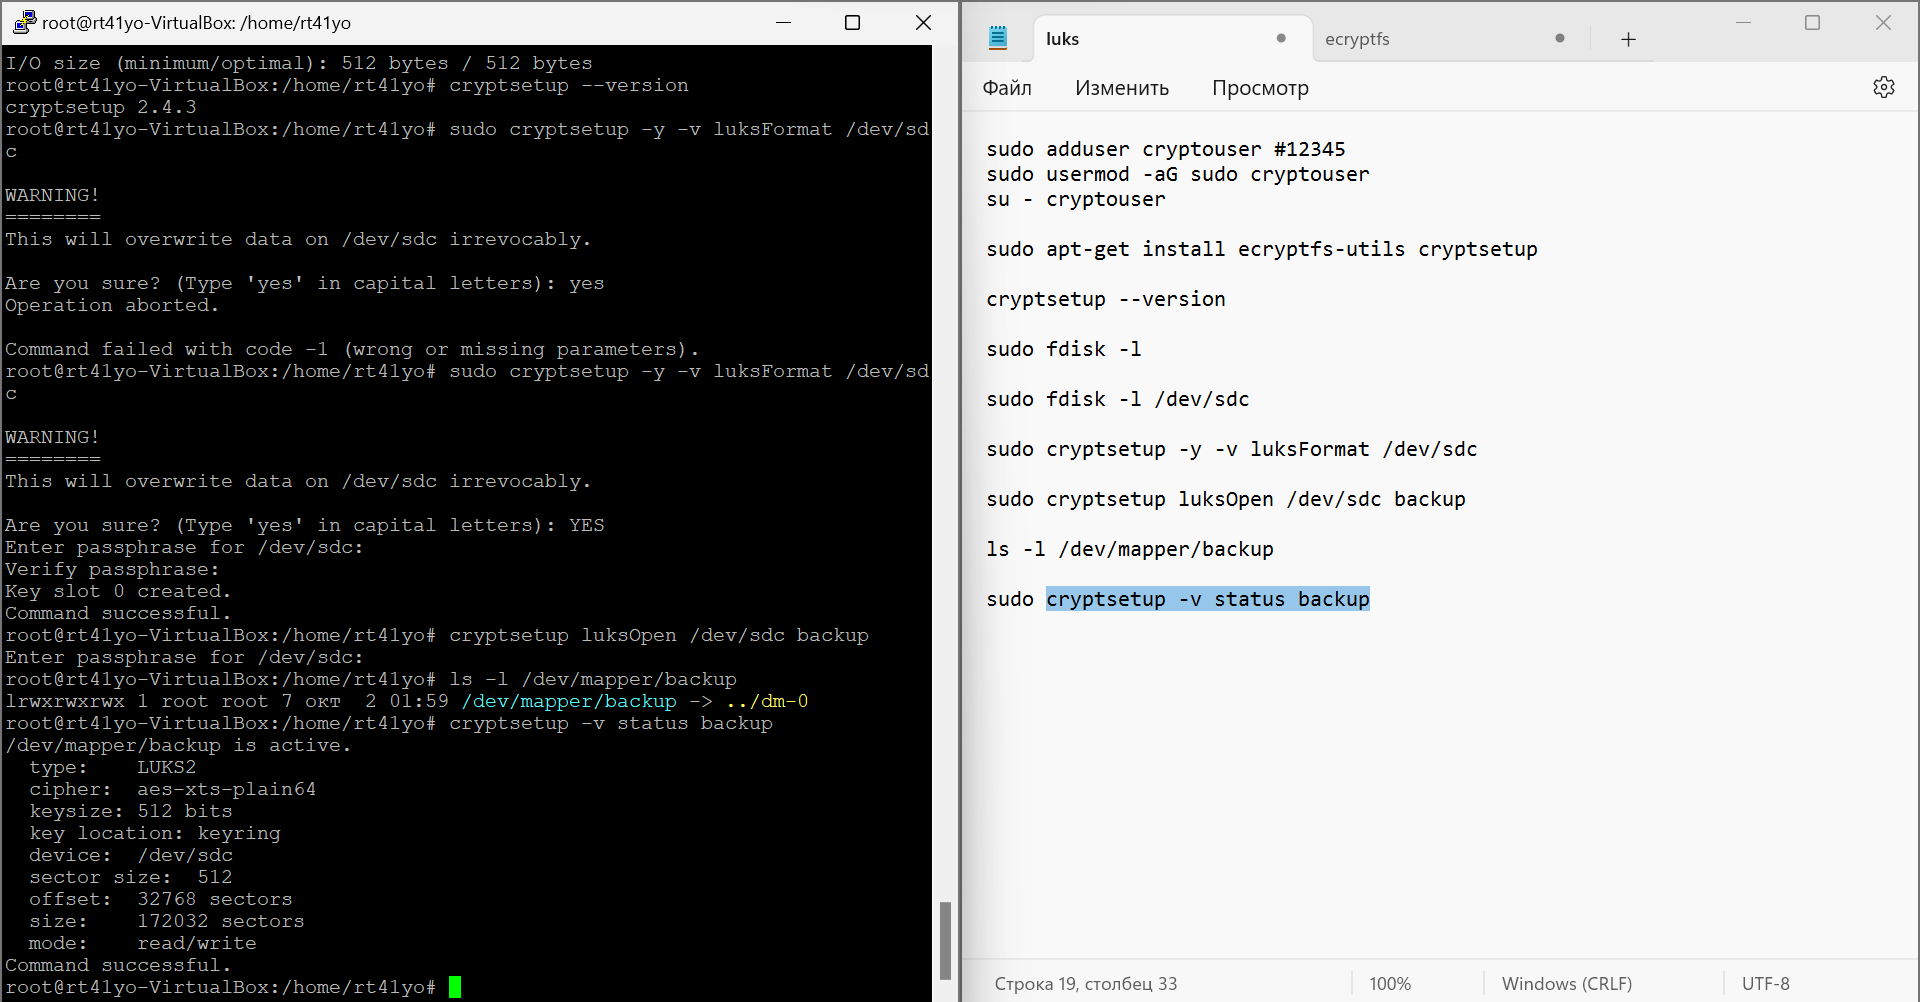 root@rt41yo-VirtualBox: /home/rt41yo
I/O size (minimum/optimal): 512 bytes / 512 bytes
root@rt41yo-VirtualBox:/home/rt41yo# cryptsetup --version
cryptsetup 2.4.3
root@rt41yo-VirtualBox:/home/rt41yo# sudo cryptsetup -y -v luksFormat /dev/sd
c
WARNING!
========
This will overwrite data on /dev/sdc irrevocably.
Are you sure? (Type 'yes' in capital letters): yes
Operation aborted.
Command failed with code -1 (wrong or missing parameters).
root@rt41yo-VirtualBox:/home/rt41yo# sudo cryptsetup -y -v luksFormat /dev/sd
c
WARNING!
========
This will overwrite data on /dev/sdc irrevocably.
Are you sure? (Type 'yes' in capital letters): YES
Enter passphrase for /dev/sdc:
Verify passphrase:
Key slot 0 created.
Command successful.
root@rt41yo-VirtualBox:/home/rt41yo# cryptsetup luksOpen /dev/sdc backup
Enter passphrase for /dev/sdc:
root@rt41yo-VirtualBox:/home/rt41yo# ls -l /dev/mapper/backup
lrwxrwxrwx 1 root root 7 окт  2 01:59 /dev/mapper/backup -> ../dm-0
root@rt41yo-VirtualBox:/home/rt41yo# cryptsetup -v status backup
/dev/mapper/backup is active.
  type:    LUKS2
  cipher:  aes-xts-plain64
  keysize: 512 bits
  key location: keyring
  device:  /dev/sdc
  sector size:  512
  offset:  32768 sectors
  size:    172032 sectors
  mode:    read/write
Command successful.
root@rt41yo-VirtualBox:/home/rt41yo#
luks
ecryptfs
Файл Изменить Просмотр
sudo adduser cryptouser #12345
sudo usermod -aG sudo cryptouser
su - cryptouser
sudo apt-get install ecryptfs-utils cryptsetup
cryptsetup --version
sudo fdisk -l
sudo fdisk -l /dev/sdc
sudo cryptsetup -y -v luksFormat /dev/sdc
sudo cryptsetup luksOpen /dev/sdc backup
ls -l /dev/mapper/backup
sudo cryptsetup -v status backup
Строка 19, столбец 33 100% Windows (CRLF) UTF-8